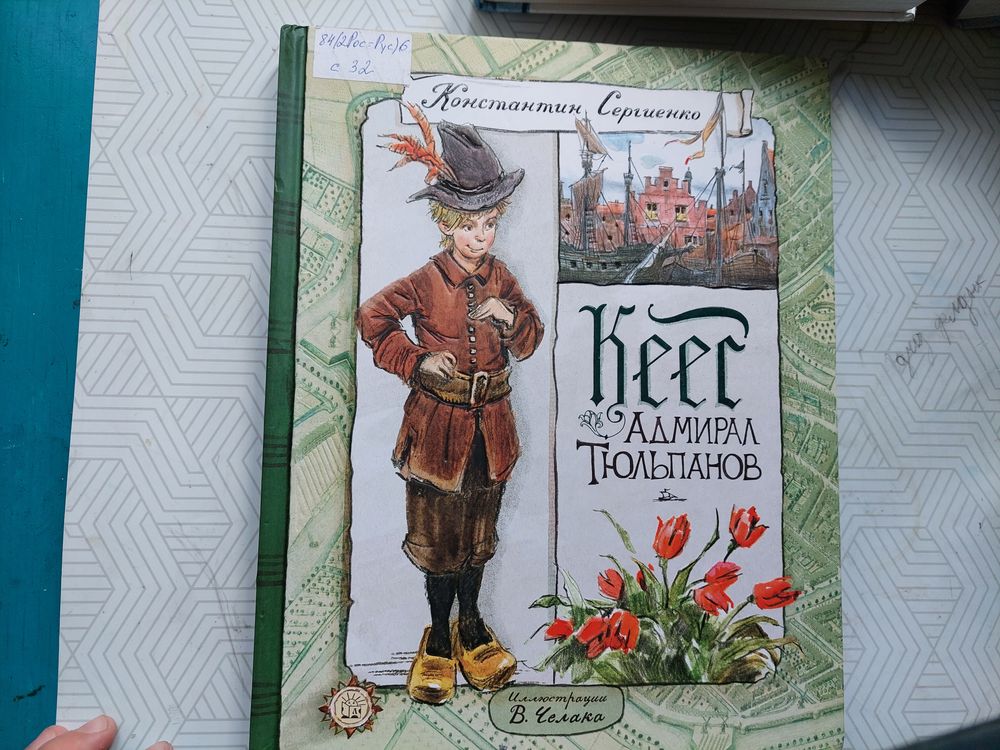 84(2Рос=Рус)6
с 32
Константин Сергиенко
Кеес
Адмирал
Тюльпанов
Иллюстрации
В. Челака